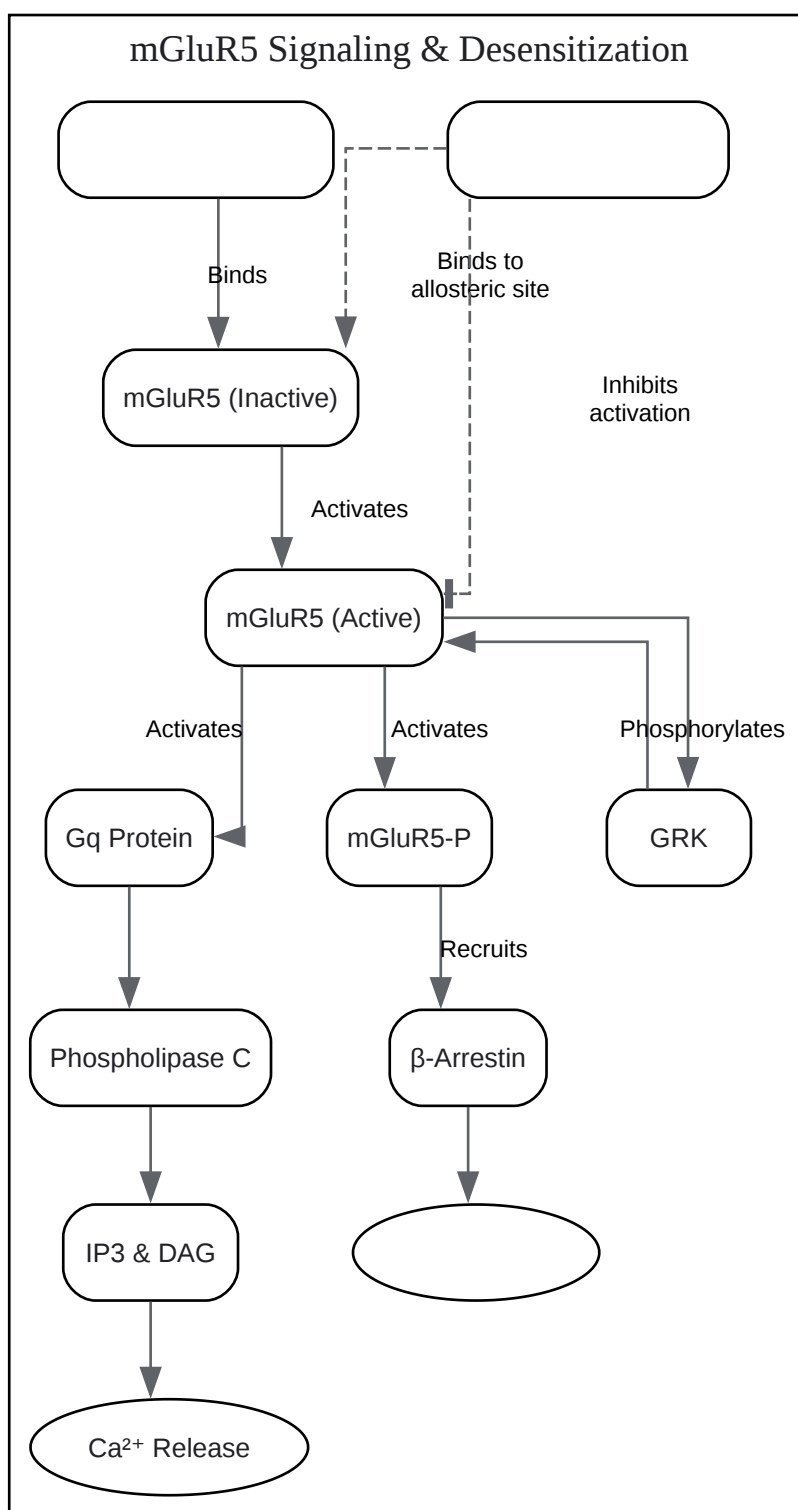 mGluR5 Signaling & Desensitization
Binds
Binds to
allosteric site
mGluR5 (Inactive)
Inhibits
activation
Activates
mGluR5 (Active)
Activates
Activates
Phosphorylates
Gq Protein
mGluR5-P
GRK
Recruits
Phospholipase C
β-Arrestin
IP3 & DAG
Ca²⁺ Release